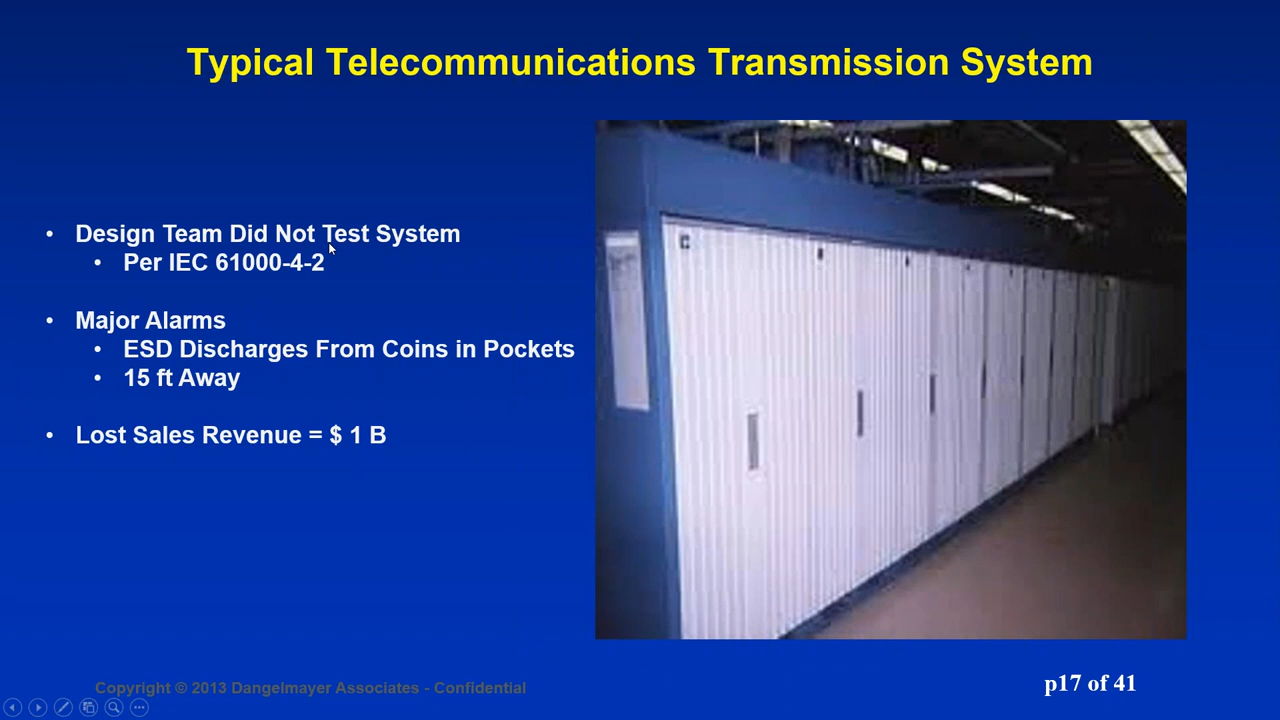 Typical Telecommunications Transmission System
• Design Team Did Not Test System
• Per IEC 61000-4-2
• Major Alarms
• ESD Discharges From Coins in Pockets
• 15 ft Away
• Lost Sales Revenue = $ 1 B
Copyright © 2013 Dangelmayer Associates - Confidential
p17 of 41